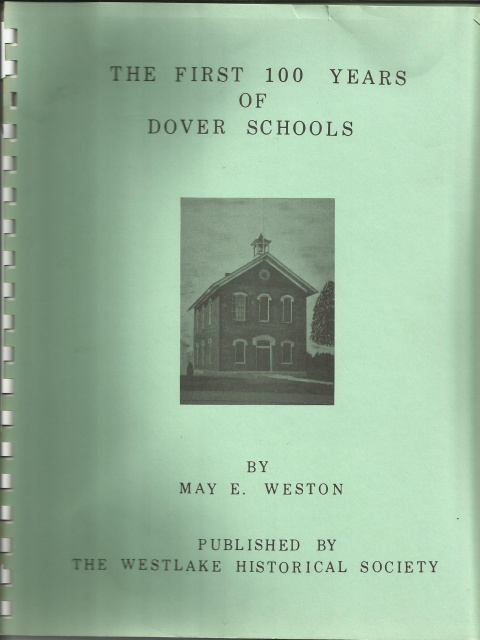 THE FIRST 100 YEARS
OF
DOVER SCHOOLS
BY
MAY E. WESTON
PUBLISHED BY
THE WESTLAKE HISTORICAL SOCIETY